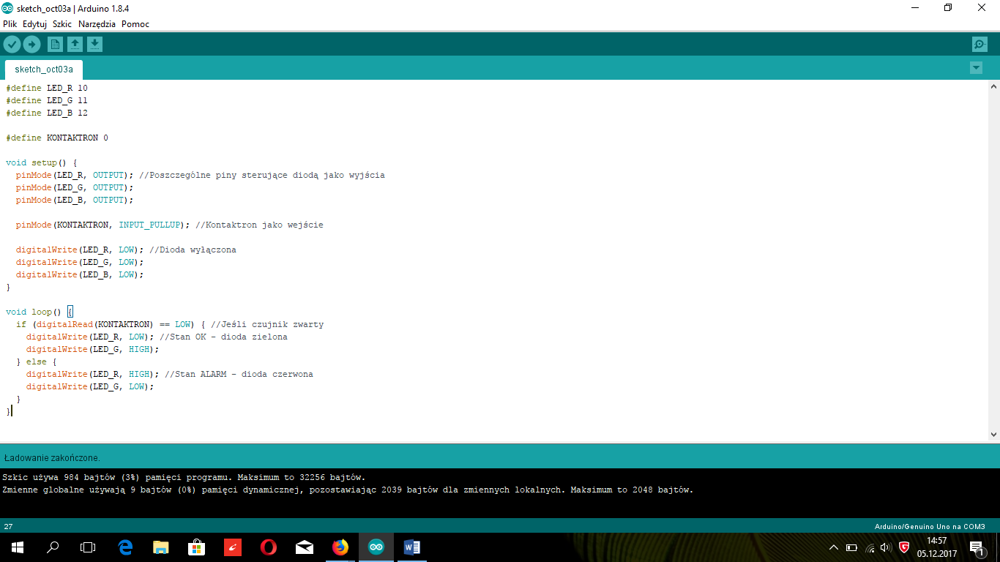 sketch_oct03a | Arduino 1.8.4
Plik Edytuj Szkic Narzędzia Pomoc
sketch_oct03a
#define LED_R 10
#define LED_G 11
#define LED_B 12
#define KONTAKTRON 0
void setup() {
pinMode(LED_R, OUTPUT); //Poszczególne piny sterujące diodą jako wyjścia
pinMode(LED_G, OUTPUT);
pinMode(LED_B, OUTPUT);
pinMode(KONTAKTRON, INPUT_PULLUP); //Kontaktron jako wejście
digitalWrite(LED_R, LOW); //Dioda wyłączona
digitalWrite(LED_G, LOW);
digitalWrite(LED_B, LOW);
}
void loop() {
if (digitalRead(KONTAKTRON) == LOW) { //Jeśli czujnik zwarty
digitalWrite(LED_R, LOW); //Stan OK - dioda zielona
digitalWrite(LED_G, HIGH);
} else {
digitalWrite(LED_R, HIGH); //Stan ALARM - dioda czerwona
digitalWrite(LED_G, LOW);
}
}
Ładowanie zakończone.
Szkic używa 984 bajtów (3%) pamięci programu. Maksimum to 32256 bajtów.
Zmienne globalne używają 9 bajtów (0%) pamięci dynamicznej, pozostawiając 2039 bajtów dla zmiennych lokalnych. Maksimum to 2048 bajtów.
27
Arduino/Genuino Uno na COM3
14:57
05.12.2017
1